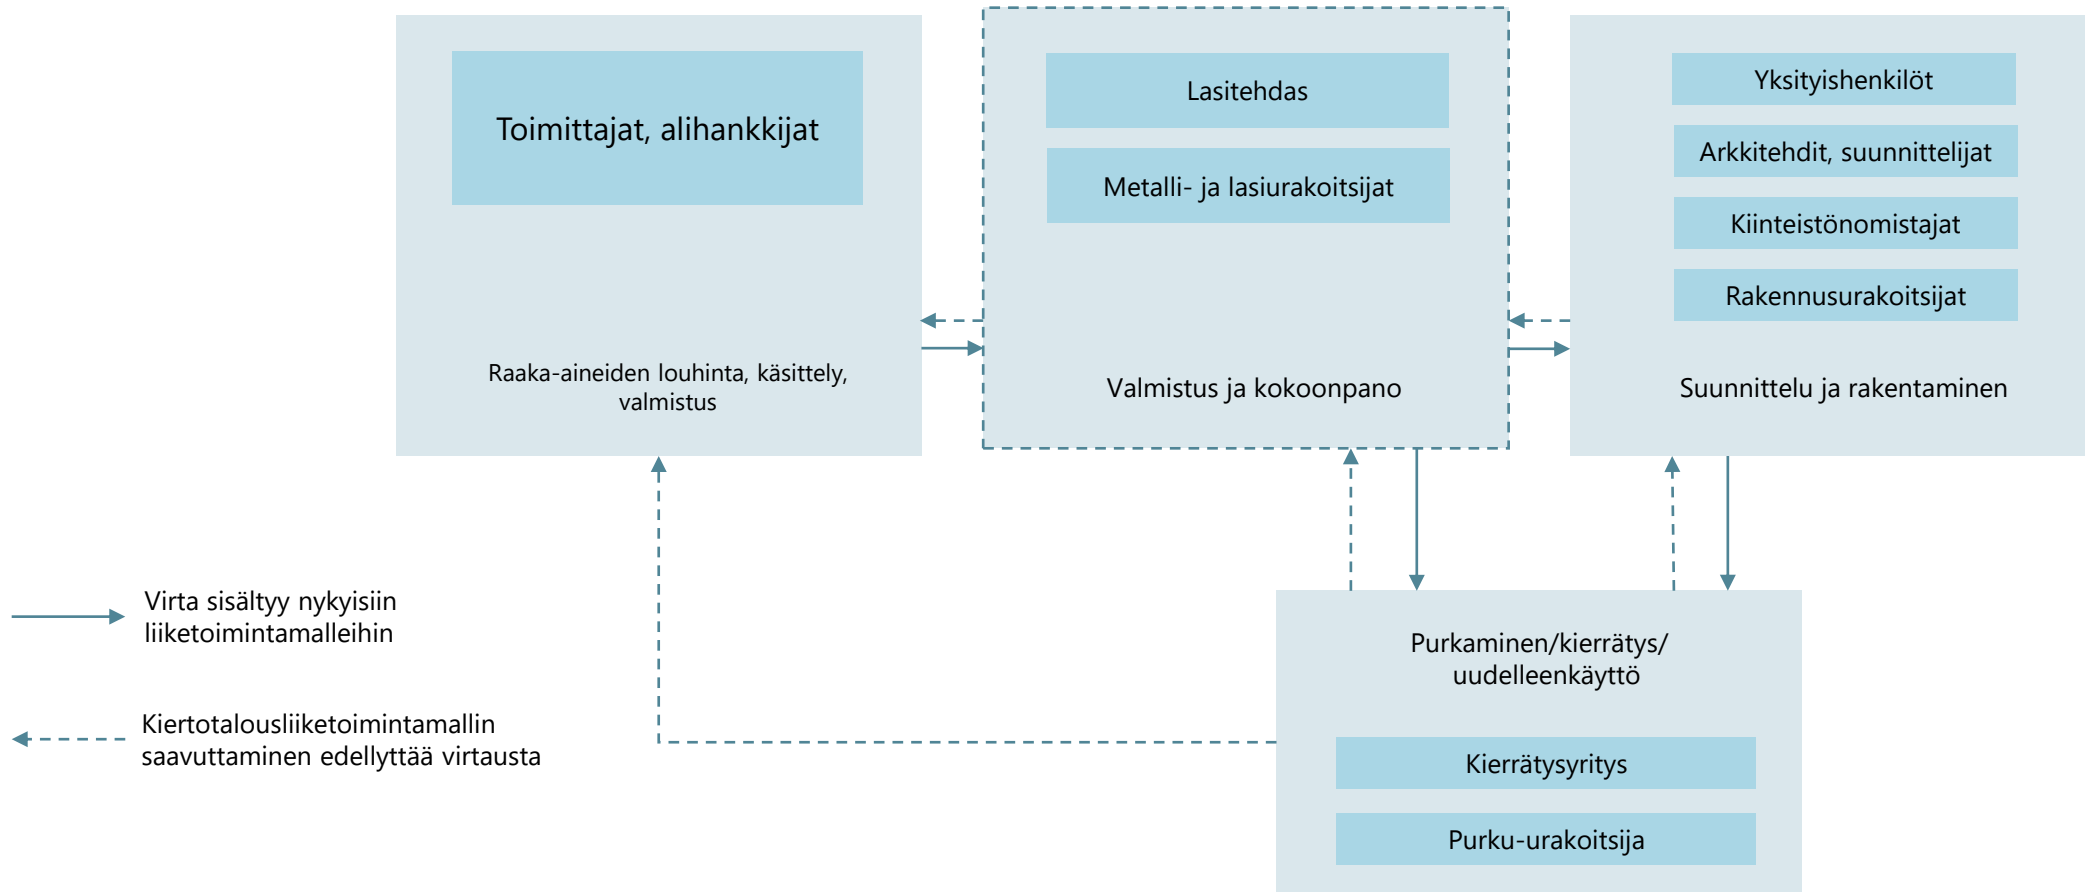 Toimittajat, alihankkijat
Raaka-aineiden louhinta, käsittely,
valmistus
Lasitehdas
Metalli- ja lasiurakoitsijat
Valmistus ja kokoonpano
Yksityishenkilöt
Arkkitehdit, suunnittelijat
Kiinteistönomistajat
Rakennusurakoitsijat
Suunnittelu ja rakentaminen
Virta sisältyy nykyisiin
liiketoimintamalleihin
Kiertotalousliiketoimintamallin
saavuttaminen edellyttää virtausta
Purkaminen/kierrätys/
uudelleenkäyttö
Kierrätysyritys
Purku-urakoitsija